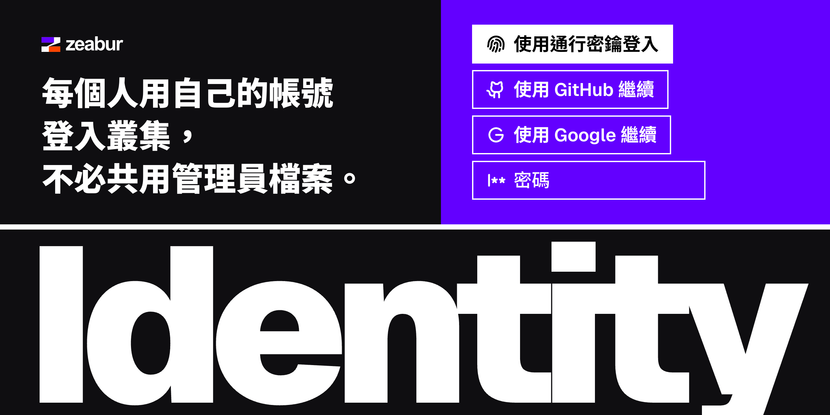 zeabur
每個人用自己的帳號
登入叢集，
不必共用管理員檔案。
使用通行密鑰登入
使用 GitHub 繼續
使用 Google 繼續
密碼
Identity